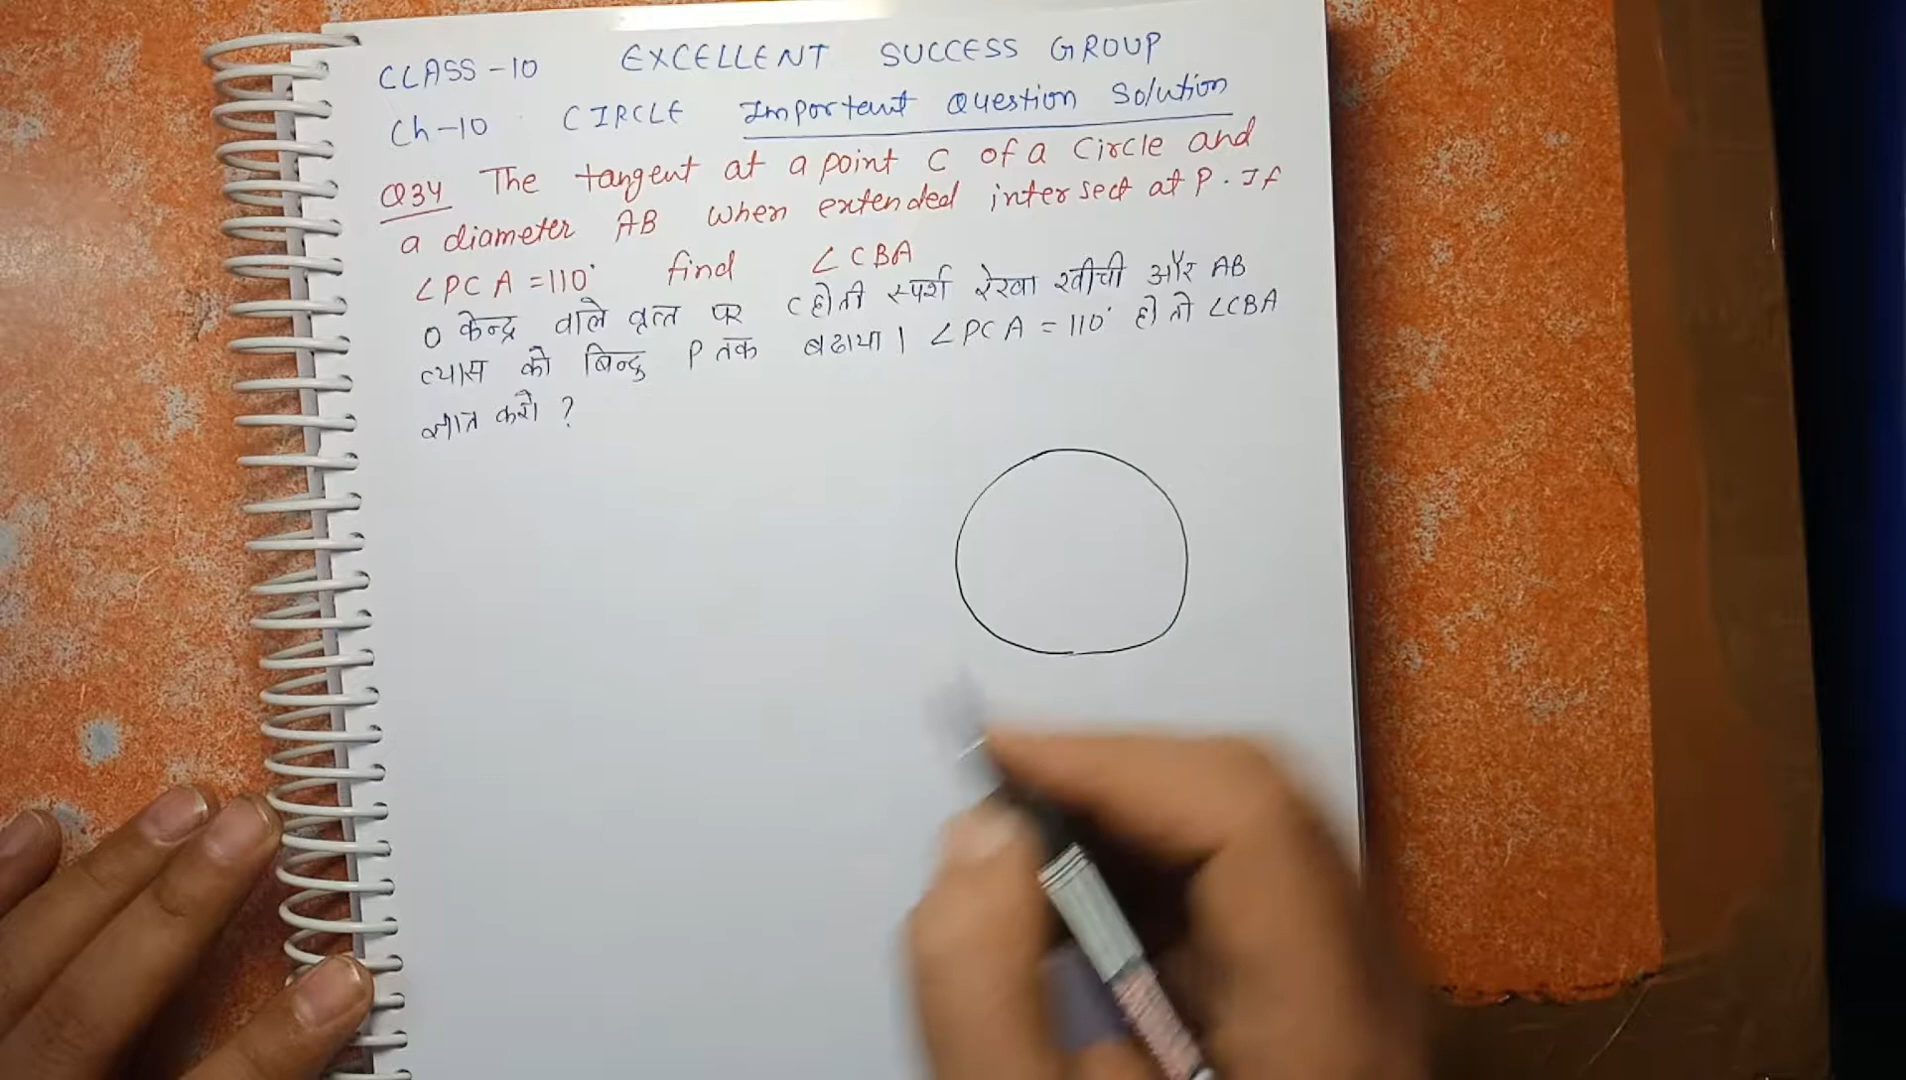 CLASS-10 EXCELLENT SUCCESS GROUP
Ch-10 CIRCLE Important Question Solution
Q34 The tangent at a point C of a Circle and
a diameter AB when extended intersect at P. If
∠PCA = 110° find ∠CBA
O केन्द्र वाले वृत्त पर C होती स्पर्श रेखा खीची और AB
व्यास को बिन्दु P तक बढाया। ∠PCA = 110° हो तो ∠CBA
ज्ञात करो ?